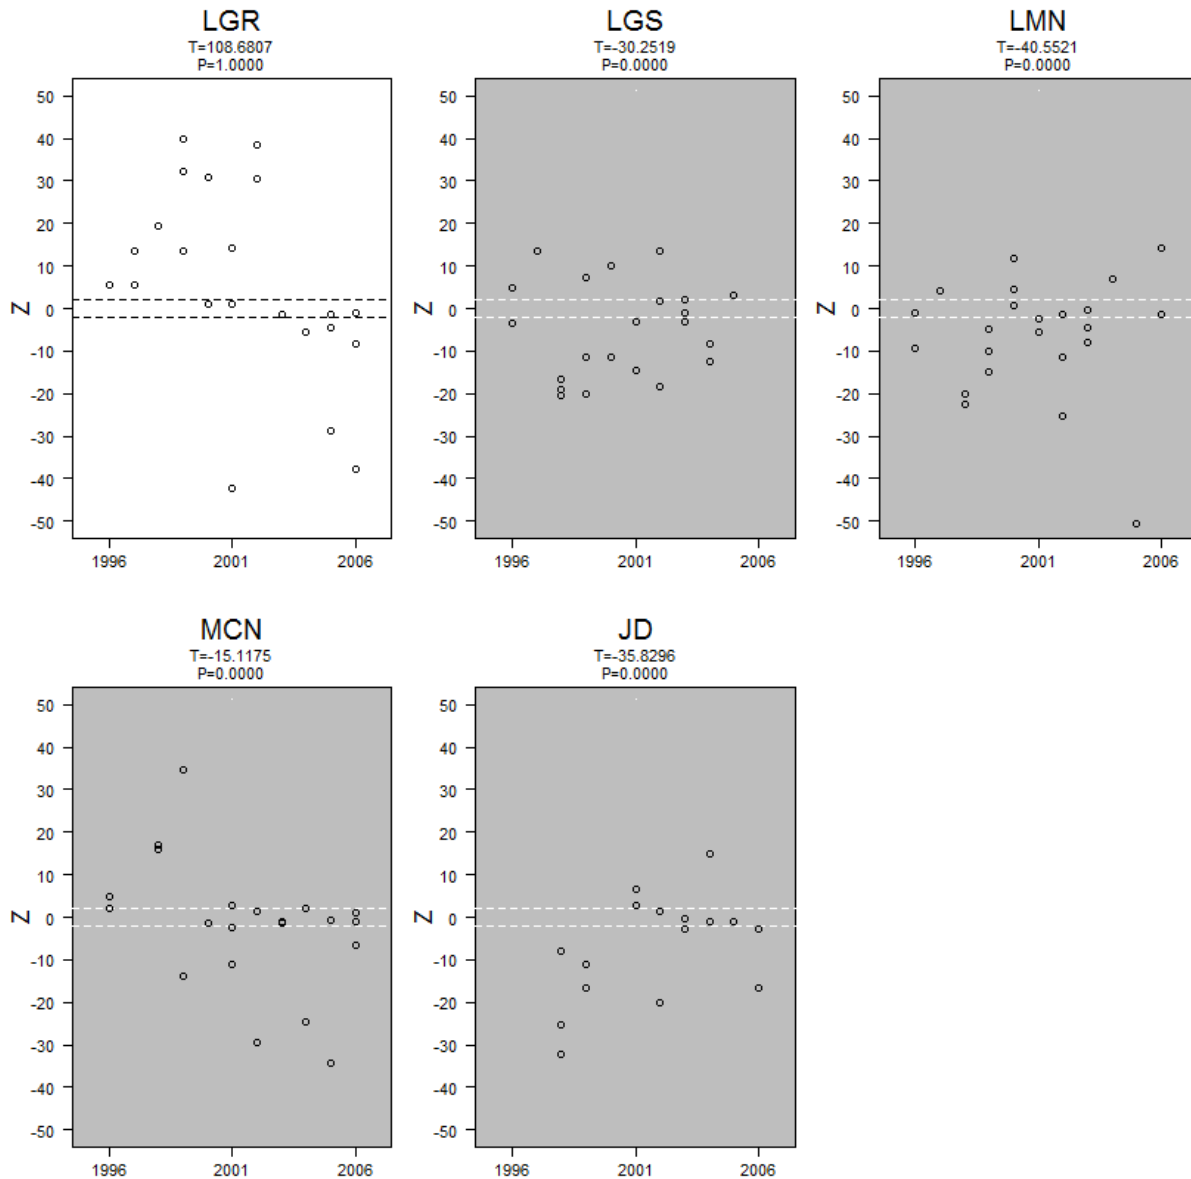 LGR
T=108.6807
P=1.0000
50
40
30
20
10
0
-10
-20
-30
-40
-50
Z
1996 2001 2006
LGS
T=-30.2519
P=0.0000
50
40
30
20
10
0
-10
-20
-30
-40
-50
Z
1996 2001 2006
LMN
T=-40.5521
P=0.0000
50
40
30
20
10
0
-10
-20
-30
-40
-50
Z
1996 2001 2006
MCN
T=-15.1175
P=0.0000
50
40
30
20
10
0
-10
-20
-30
-40
-50
Z
1996 2001 2006
JD
T=-35.8296
P=0.0000
50
40
30
20
10
0
-10
-20
-30
-40
-50
Z
1996 2001 2006